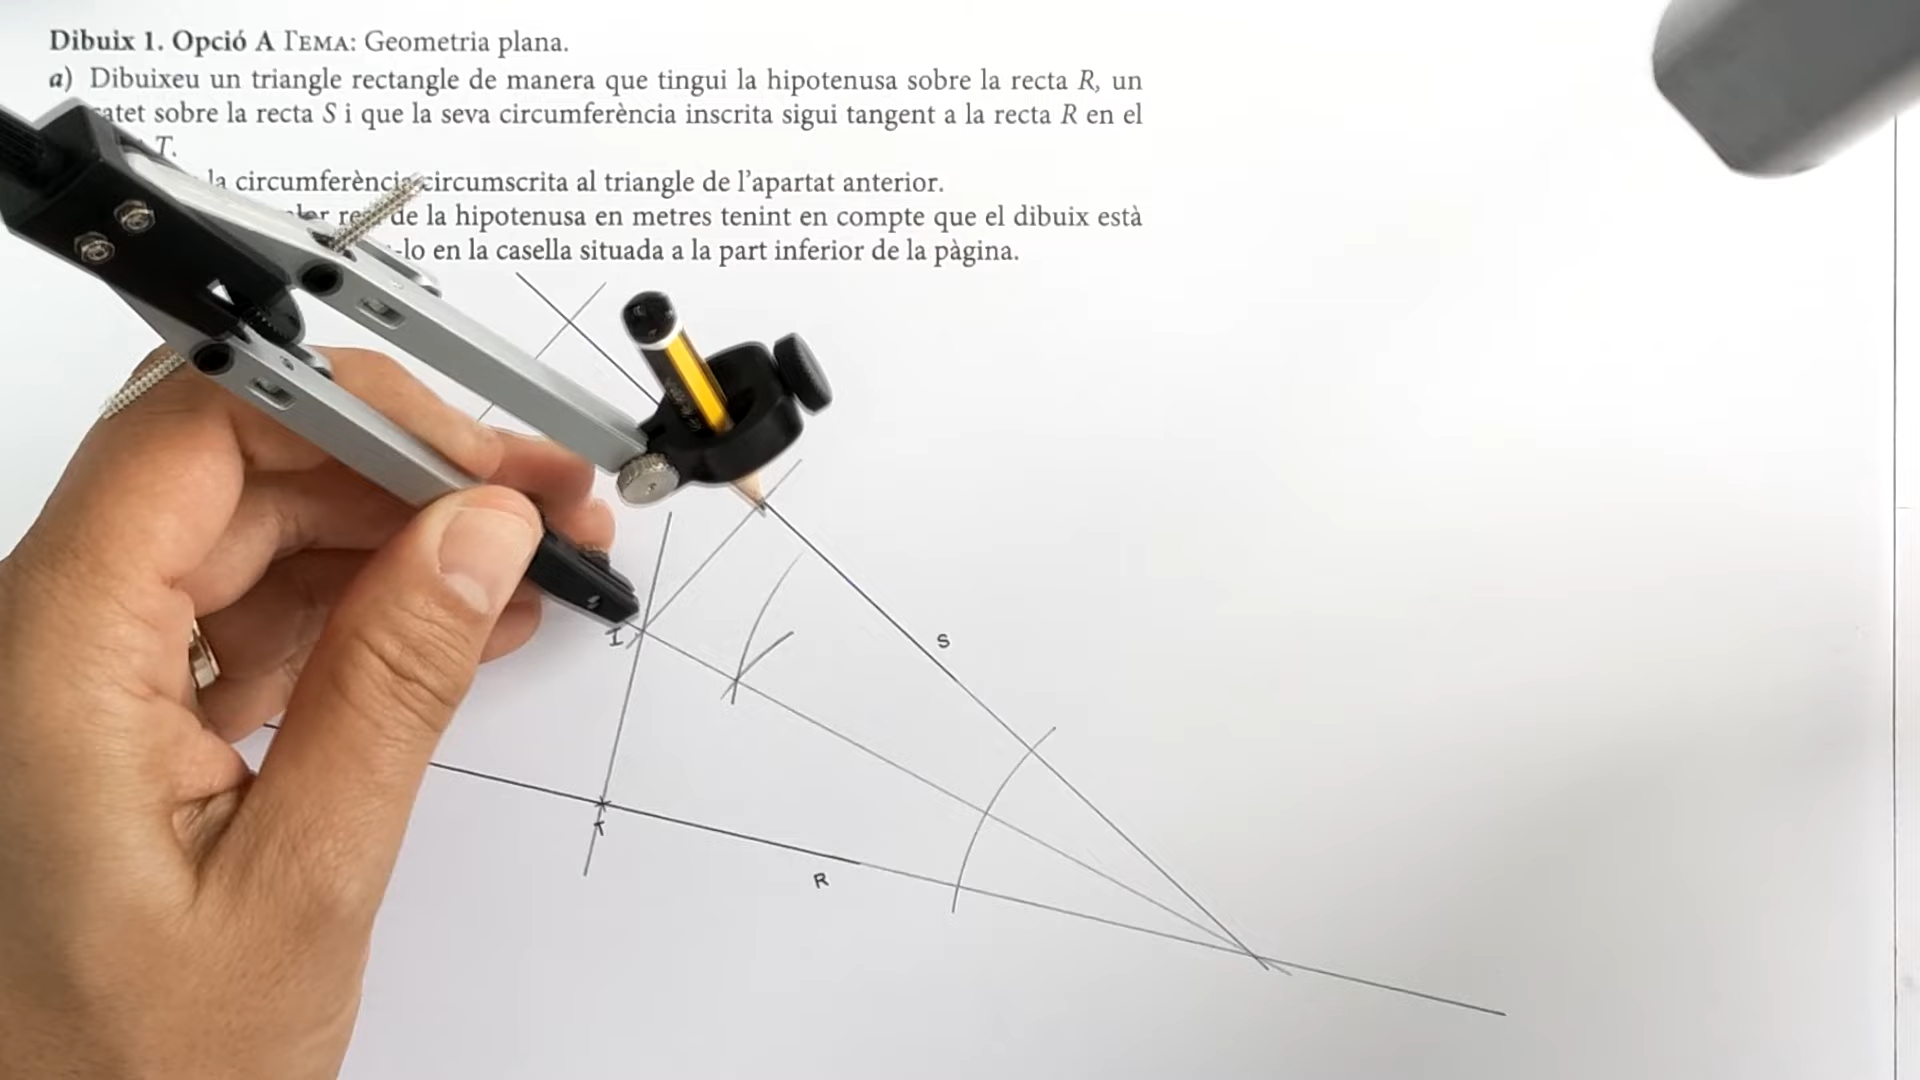 Dibuix 1. Opció A TEMA: Geometria plana.
a) Dibuixeu un triangle rectangle de manera que tingui la hipotenusa sobre la recta R, un
atet sobre la recta S i que la seva circumferència inscrita sigui tangent a la recta R en el
T.
la circumferència circumscrita al triangle de l'apartat anterior.
de la hipotenusa en metres tenint en compte que el dibuix està
-lo en la casella situada a la part inferior de la pàgina.
I
S
T
R